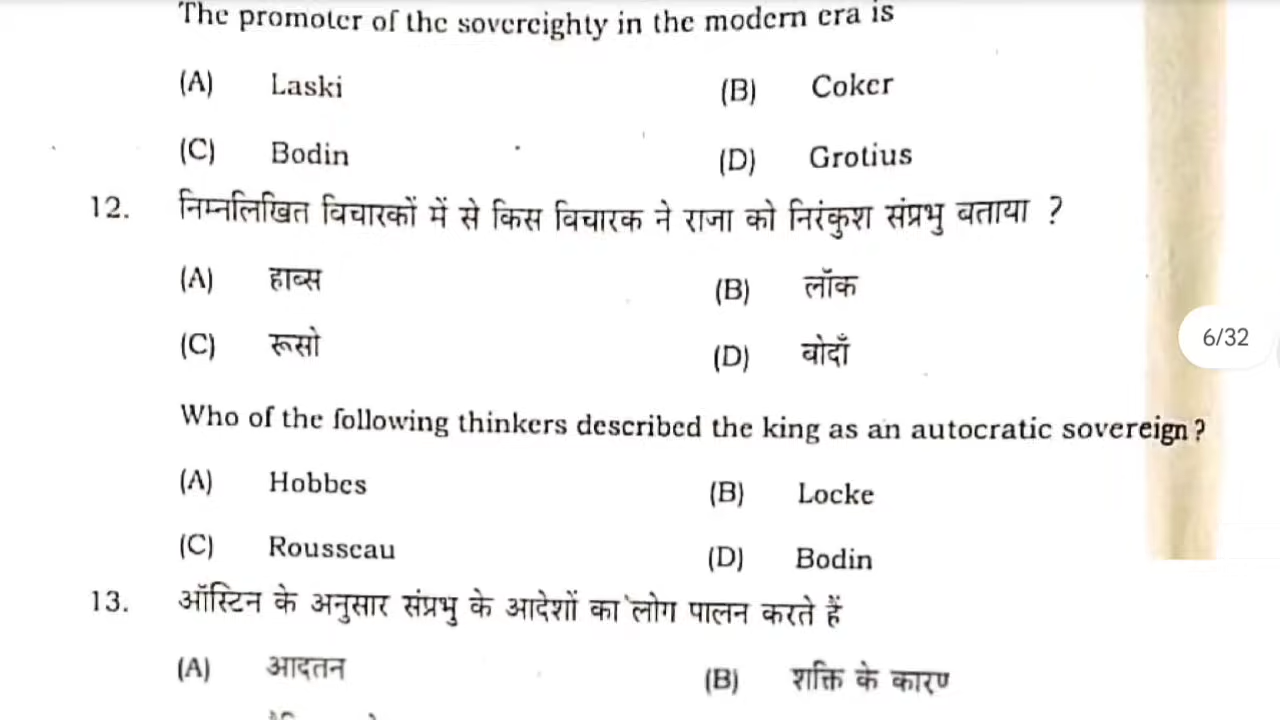 The promoter of the sovereighty in the modern era is
(A) Laski (B) Coker
(C) Bodin (D) Grotius
12. निम्नलिखित विचारकों में से किस विचारक ने राजा को निरंकुश संप्रभु बताया ?
(A) हाब्स (B) लॉक
(C) रूसो (D) बोदाँ
6/32
Who of the following thinkers described the king as an autocratic sovereign ?
(A) Hobbes (B) Locke
(C) Rousseau (D) Bodin
13. ऑस्टिन के अनुसार संप्रभु के आदेशों का लोग पालन करते हैं
(A) आदतन (B) शक्ति के कारण